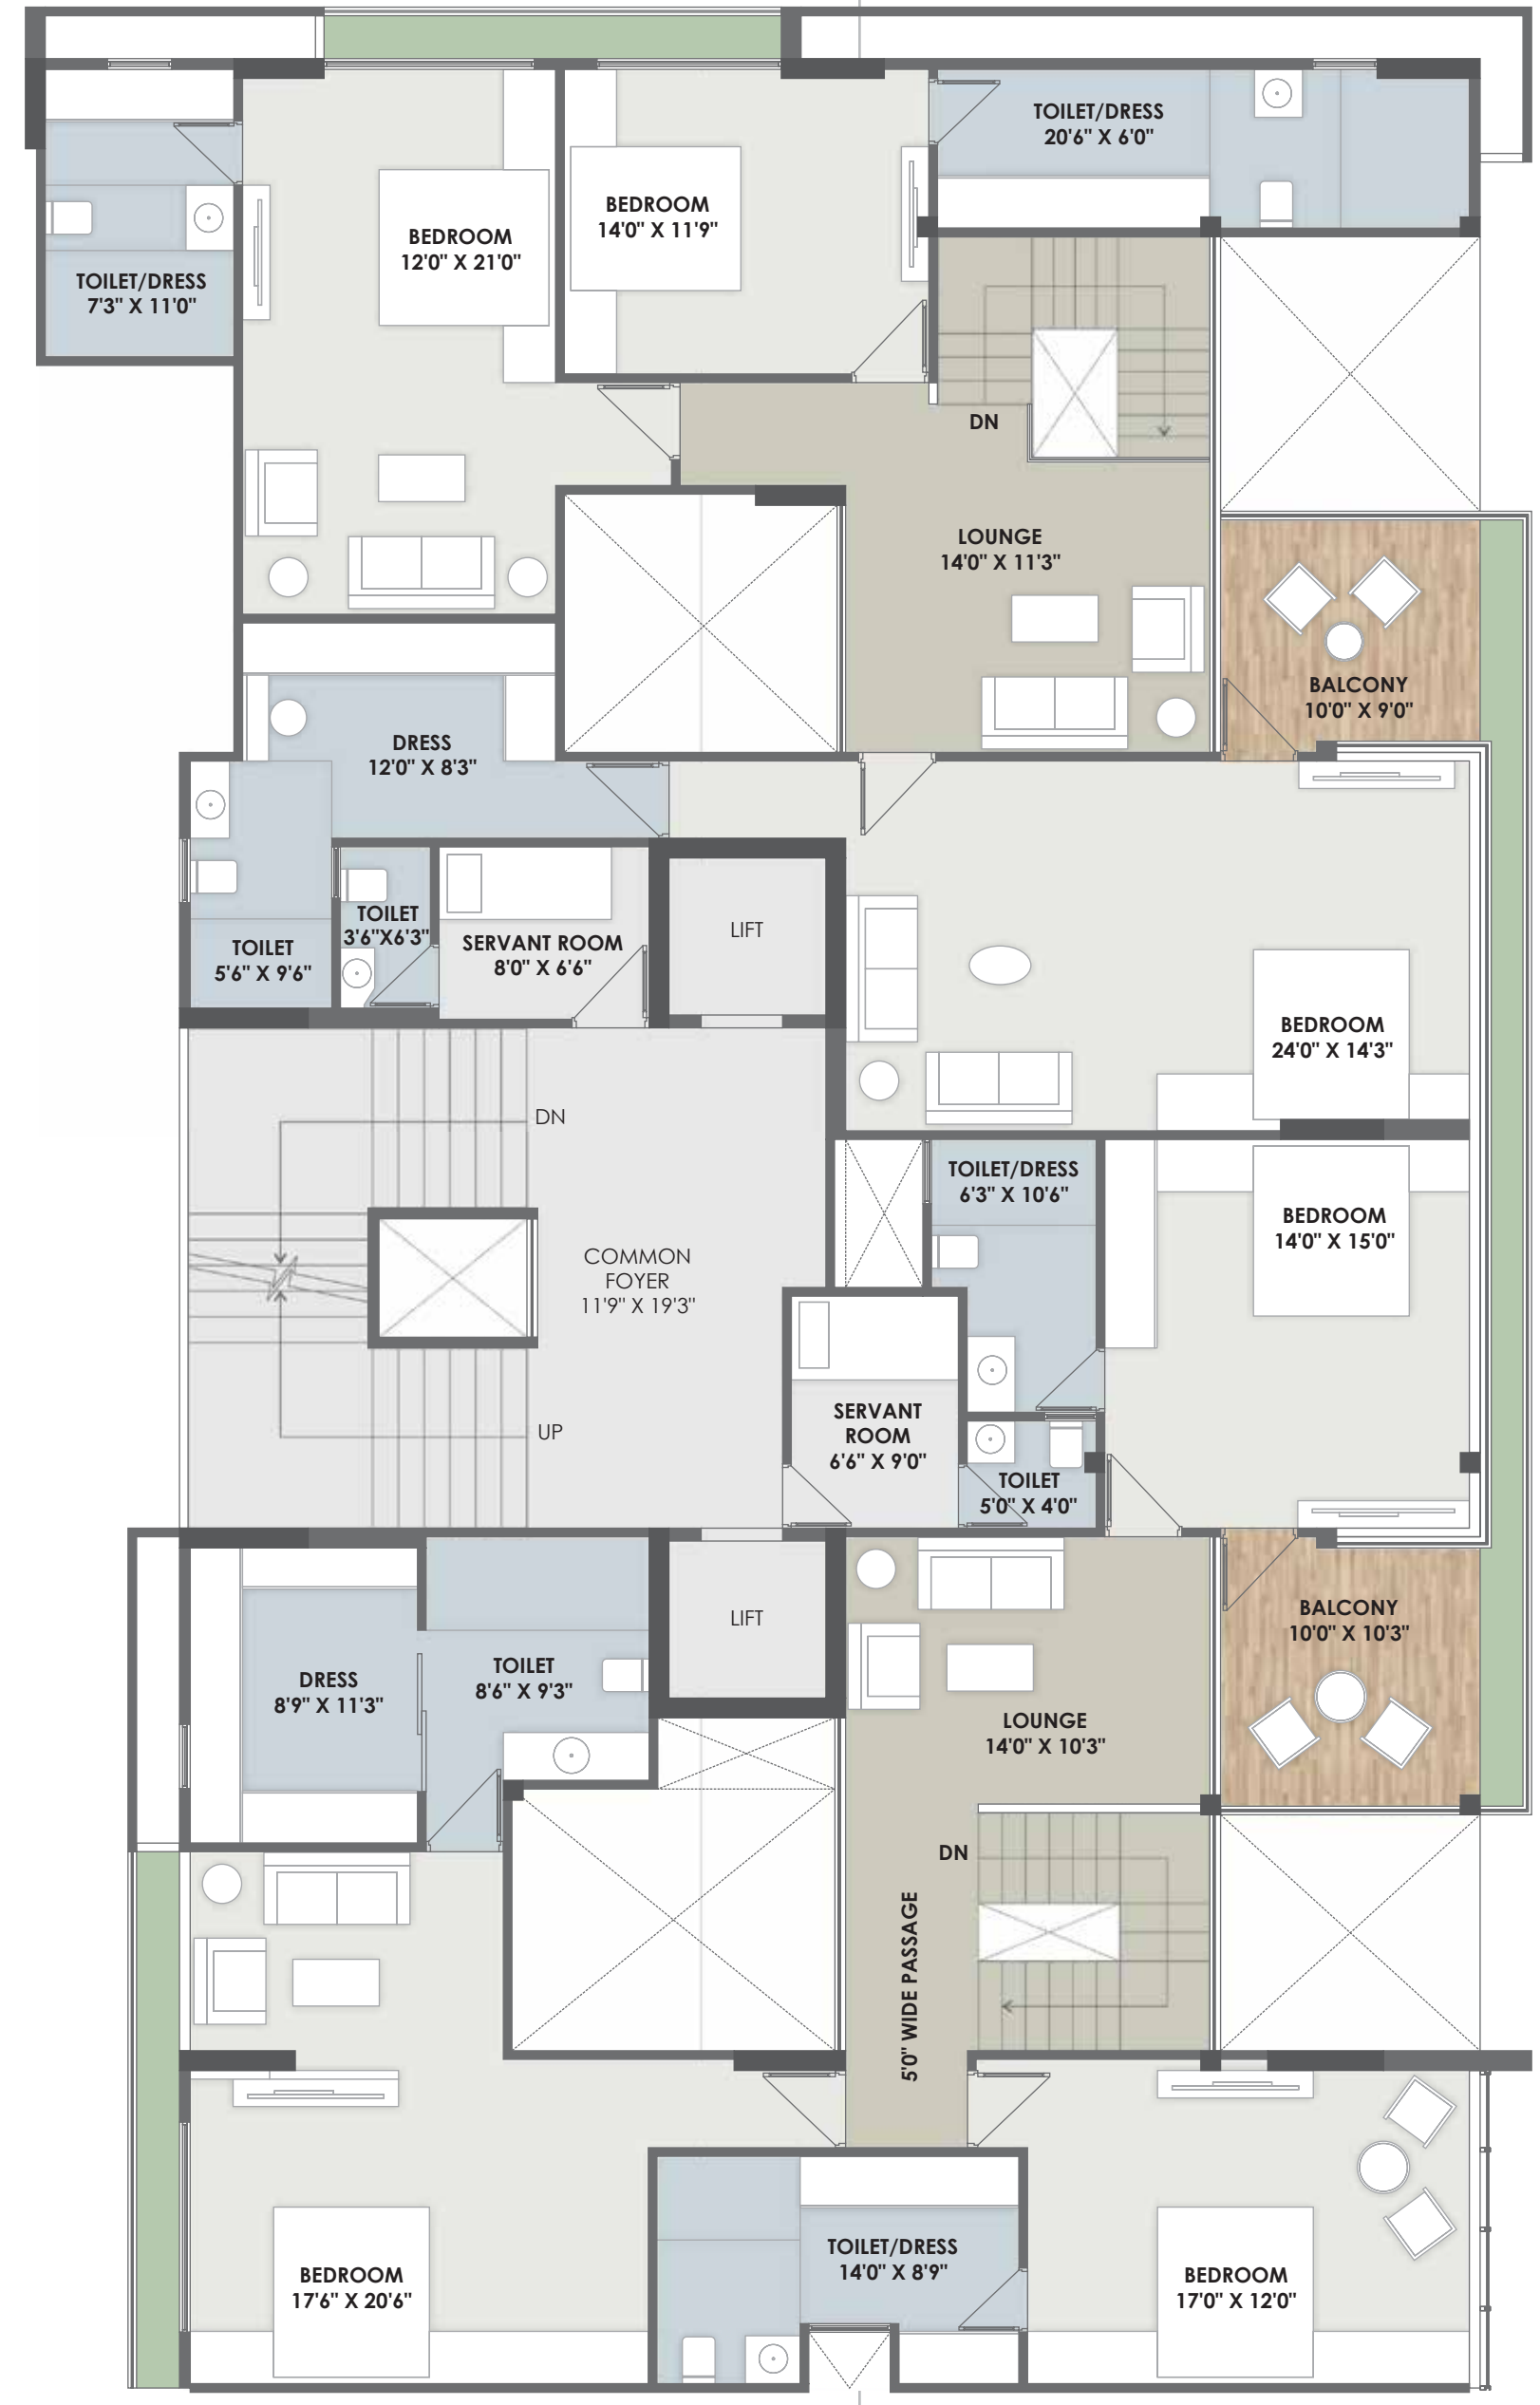 TOILET/DRESS
20'6" X 6'0"
BEDROOM
14'0" X 11'9"
BEDROOM
12'0" X 21'0"
TOILET/DRESS
7'3" X 11'0"
DN
LOUNGE
14'0" X 11'3"
BALCONY
10'0" X 9'0"
DRESS
12'0" X 8'3"
TOILET
3'6"X6'3"
SERVANT ROOM
8'0" X 6'6"
LIFT
TOILET
5'6" X 9'6"
BEDROOM
24'0" X 14'3"
DN
TOILET/DRESS
6'3" X 10'6"
BEDROOM
14'0" X 15'0"
COMMON
FOYER
11'9" X 19'3"
UP
SERVANT
ROOM
6'6" X 9'0"
TOILET
5'0" X 4'0"
LIFT
BALCONY
10'0" X 10'3"
DRESS
8'9" X 11'3"
TOILET
8'6" X 9'3"
LOUNGE
14'0" X 10'3"
DN
5'0" WIDE PASSAGE
TOILET/DRESS
14'0" X 8'9"
BEDROOM
17'6" X 20'6"
BEDROOM
17'0" X 12'0"